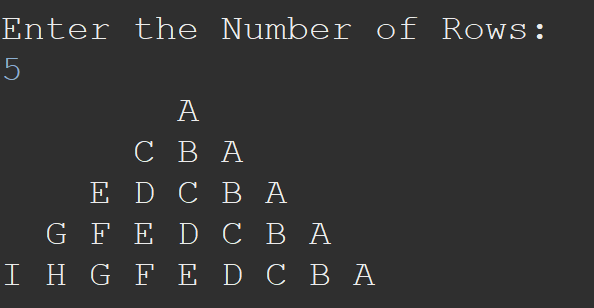 Enter the Number of Rows:
5
A
C B A
E D C B A
G F E D C B A
I H G F E D C B A